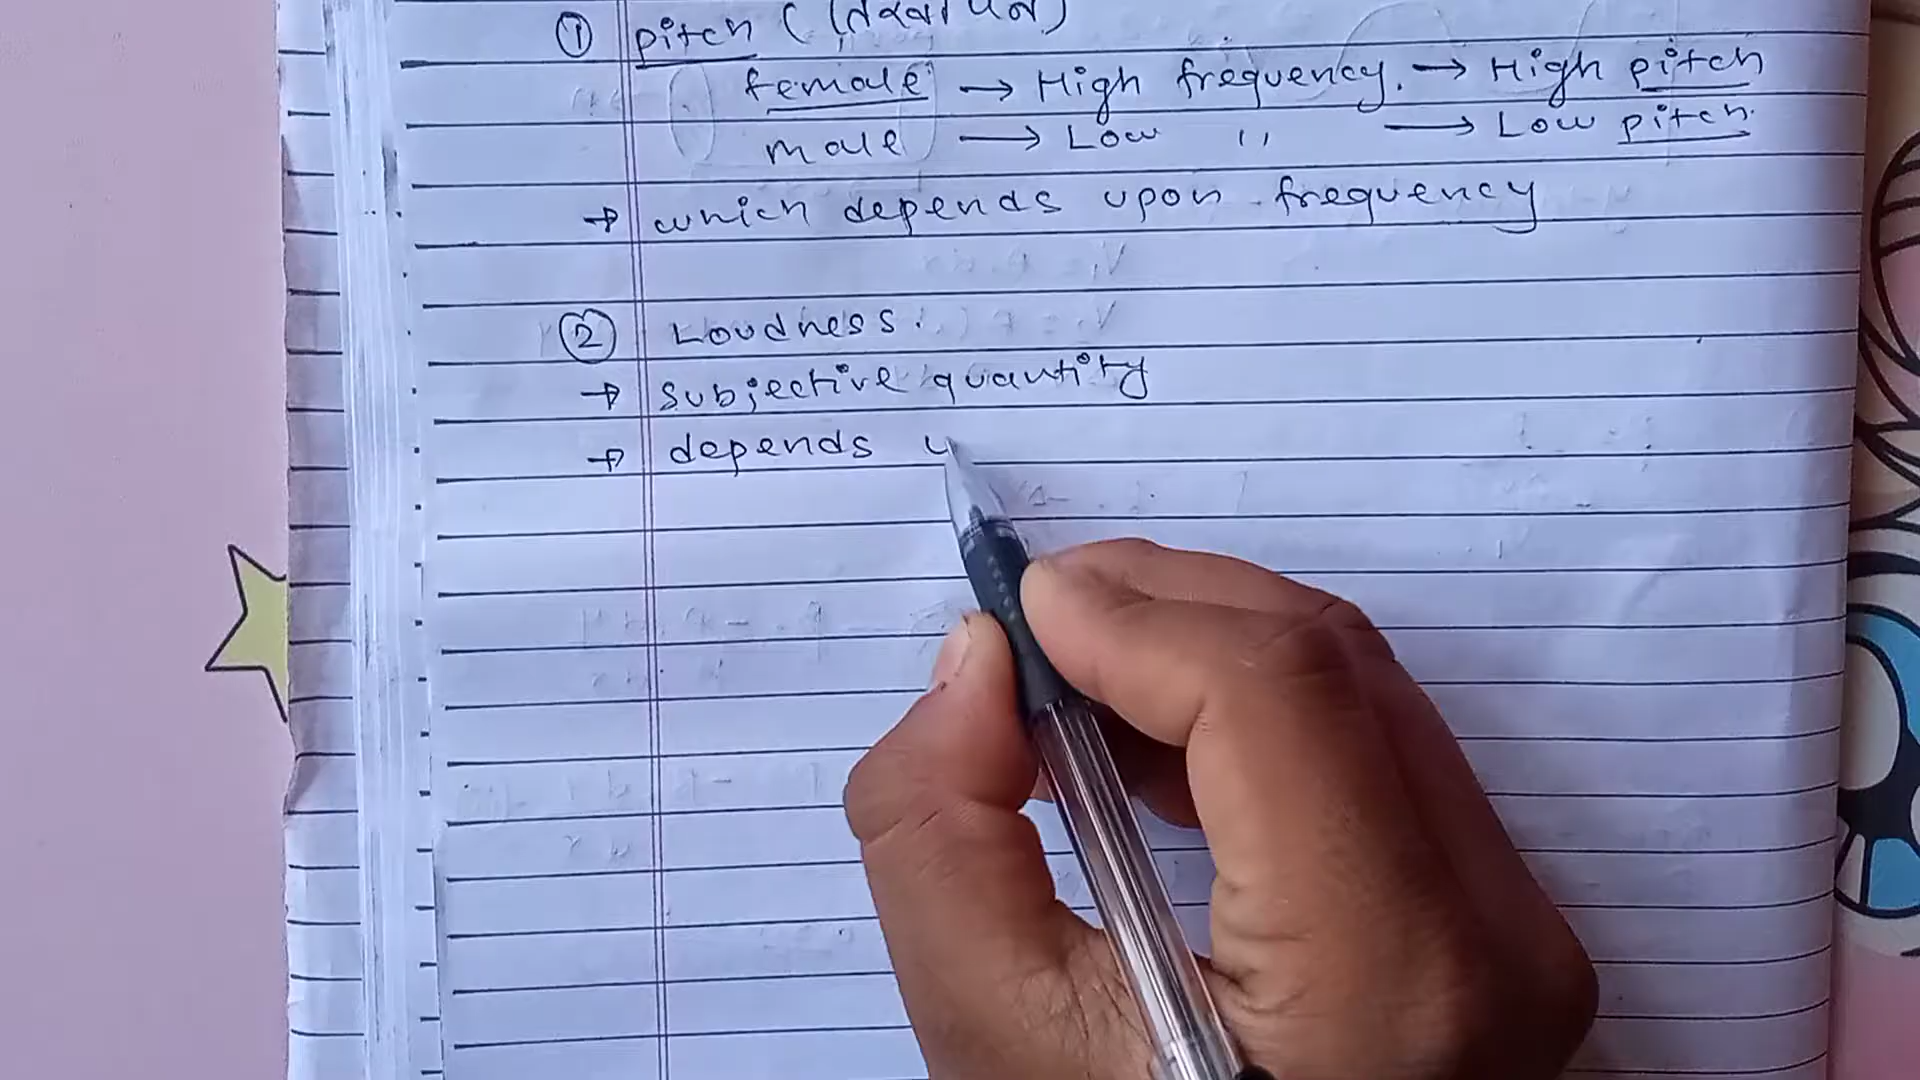 ① pitch (
female → High frequency. → High pitch
male → Low " → Low pitch.
→ which depends upon frequency
② Loudness.
→ subjective quantity
→ depends u